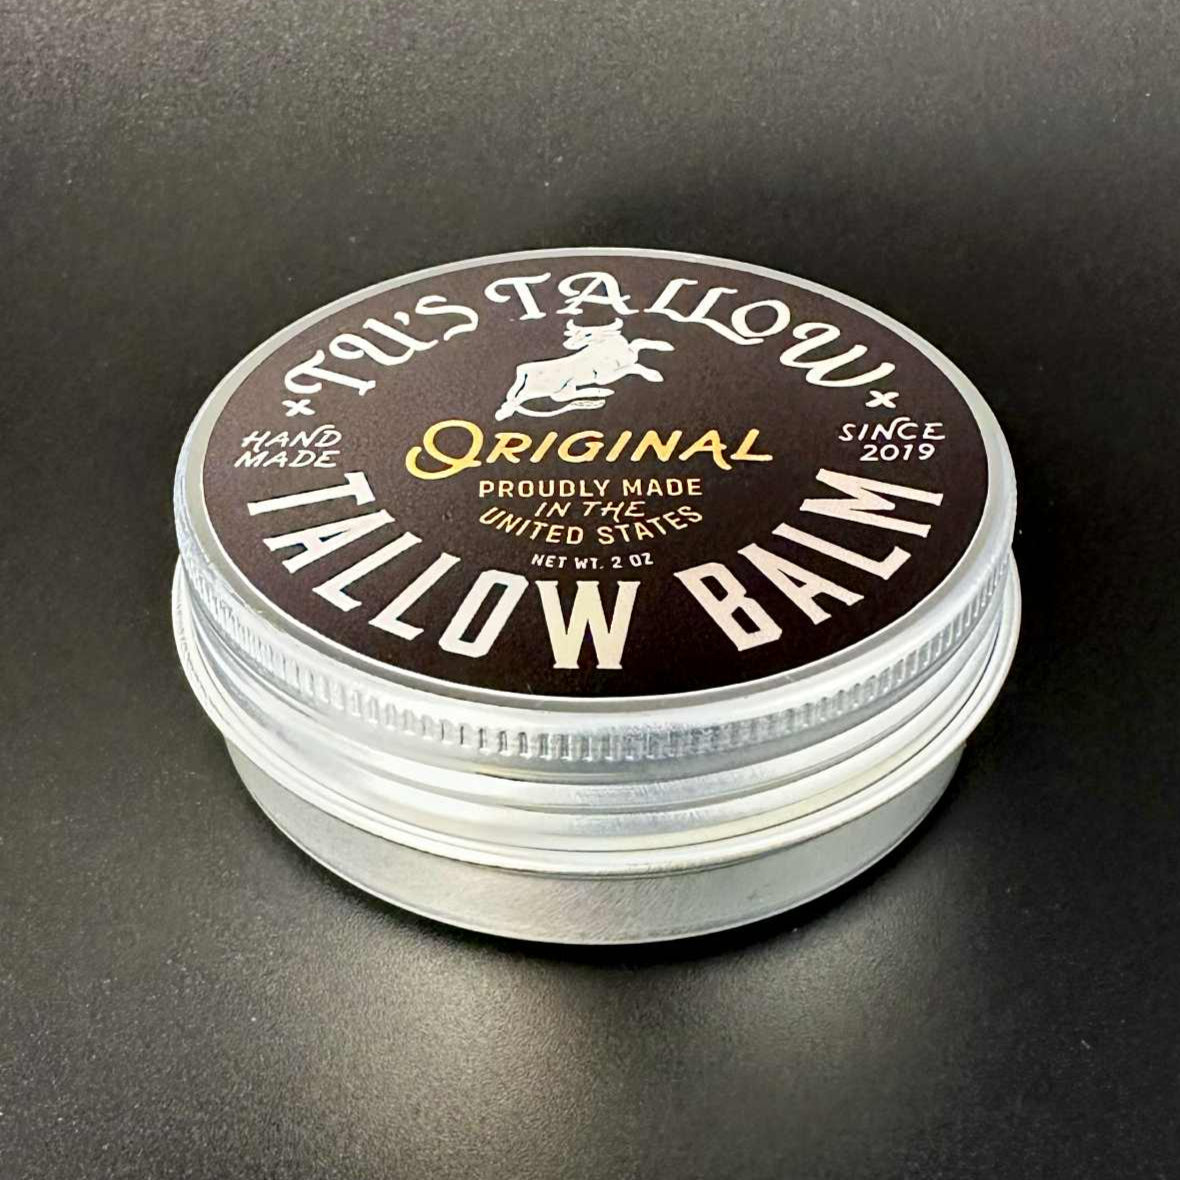 TU'S TALLOW
HAND
MADE
ORIGINAL
SINCE
2019
PROUDLY MADE
IN THE
UNITED STATES
NET WT. 2 OZ
TALLOW BALM